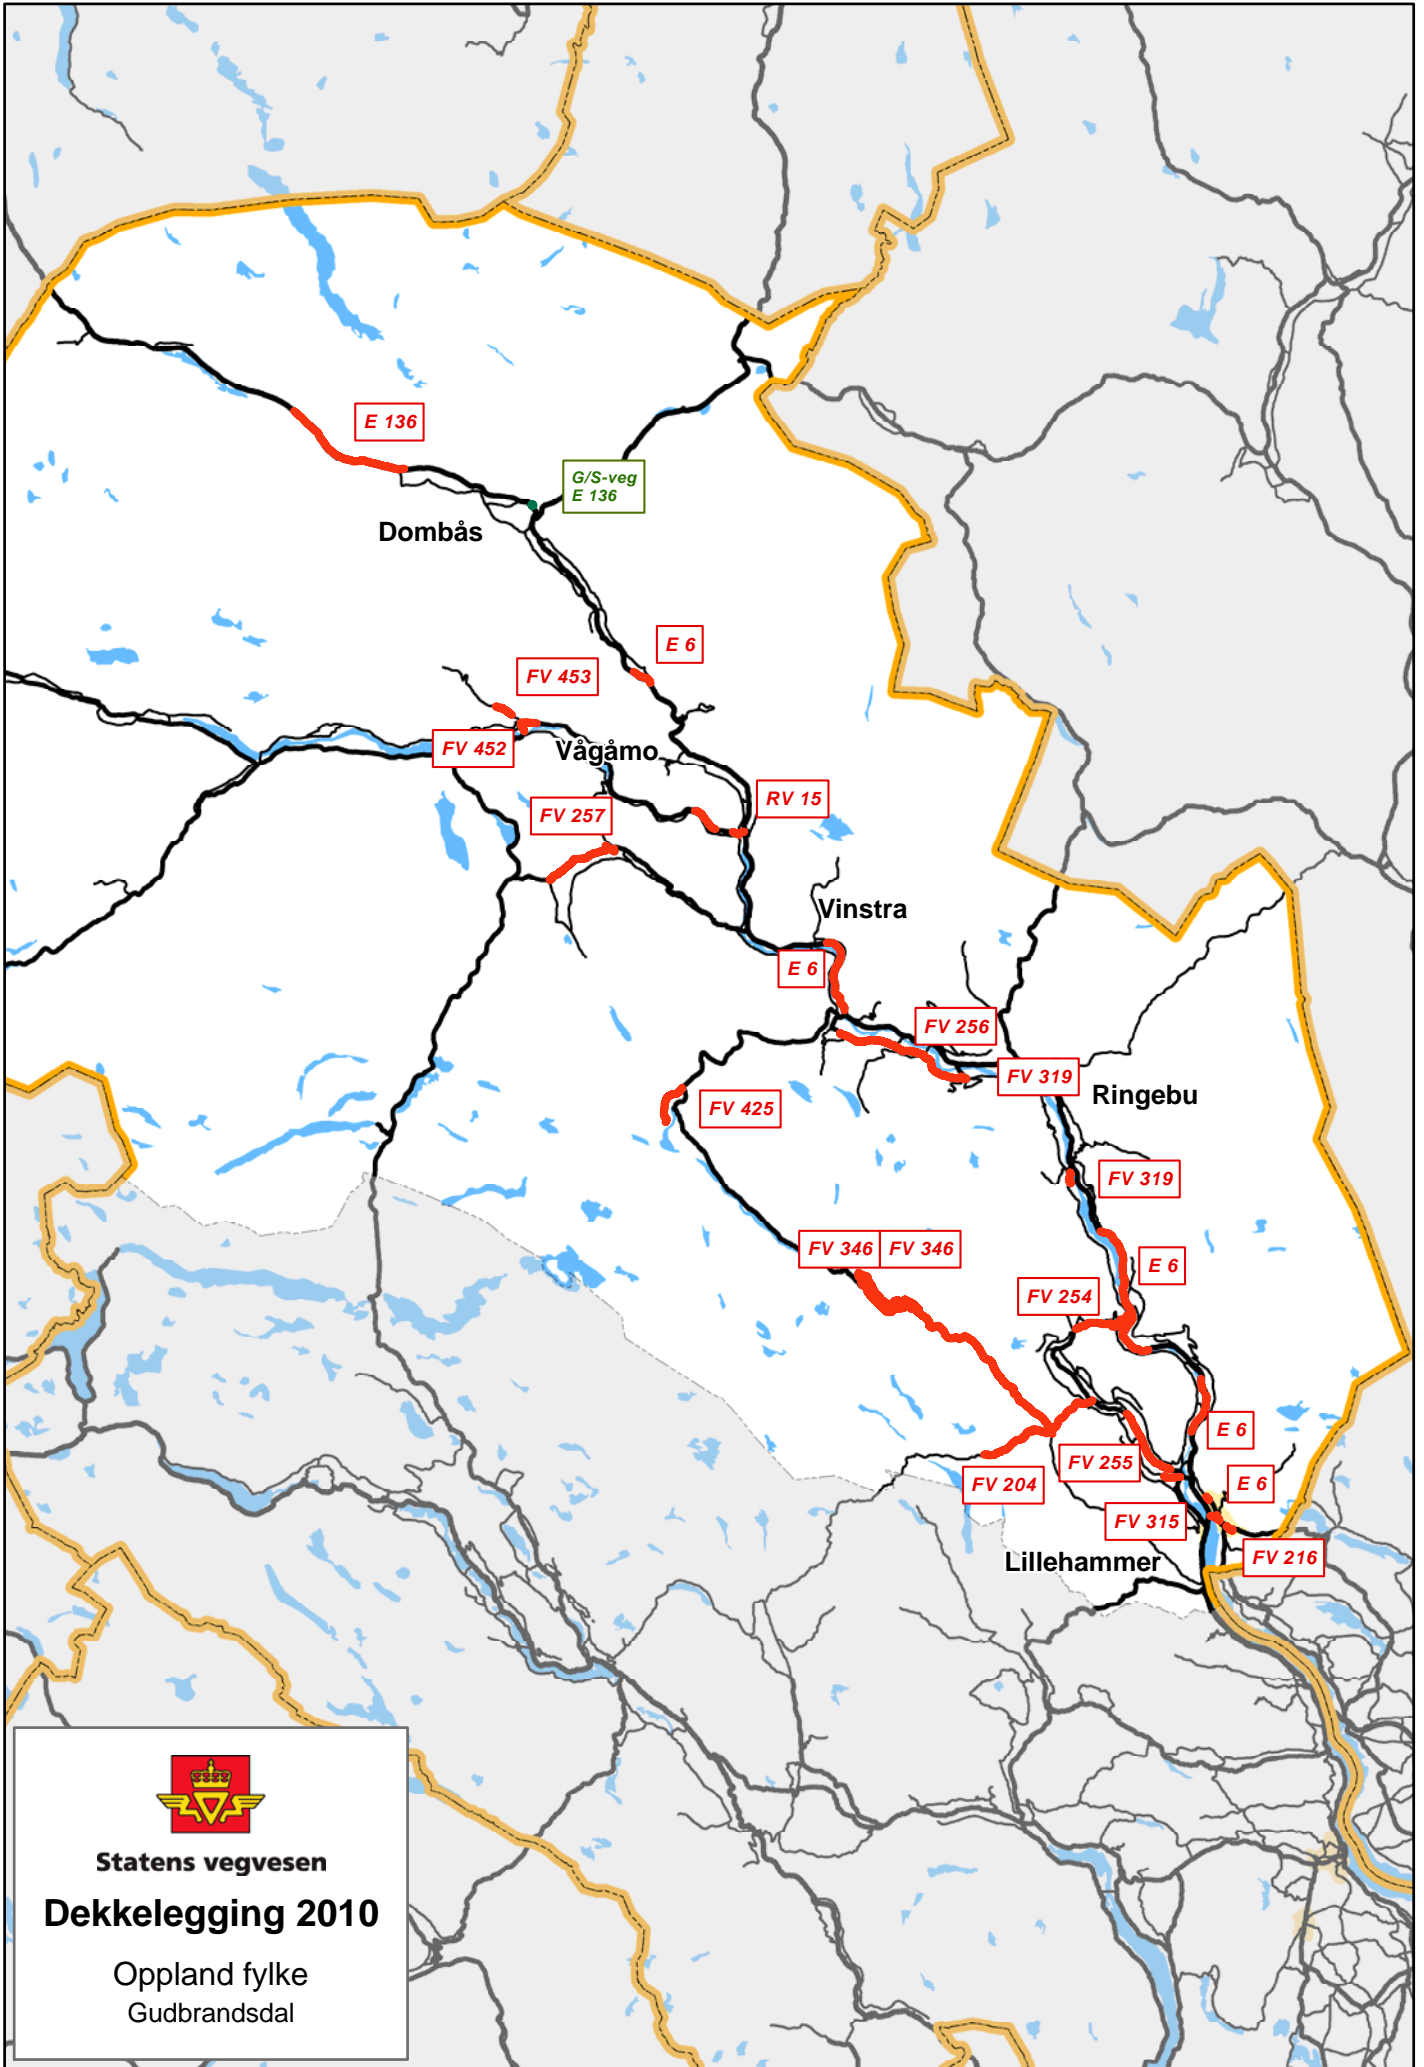 E 136
G/S-veg
E 136
Dombås
E 6
FV 453
FV 452
Vågåmo
RV 15
FV 257
Vinstra
E 6
FV 256
FV 319
Ringebu
FV 425
FV 319
FV 346
FV 346
E 6
FV 254
E 6
FV 255
FV 204
E 6
FV 315
FV 216
Lillehammer
Statens vegvesen
Dekkelegging 2010
Oppland fylke
Gudbrandsdal